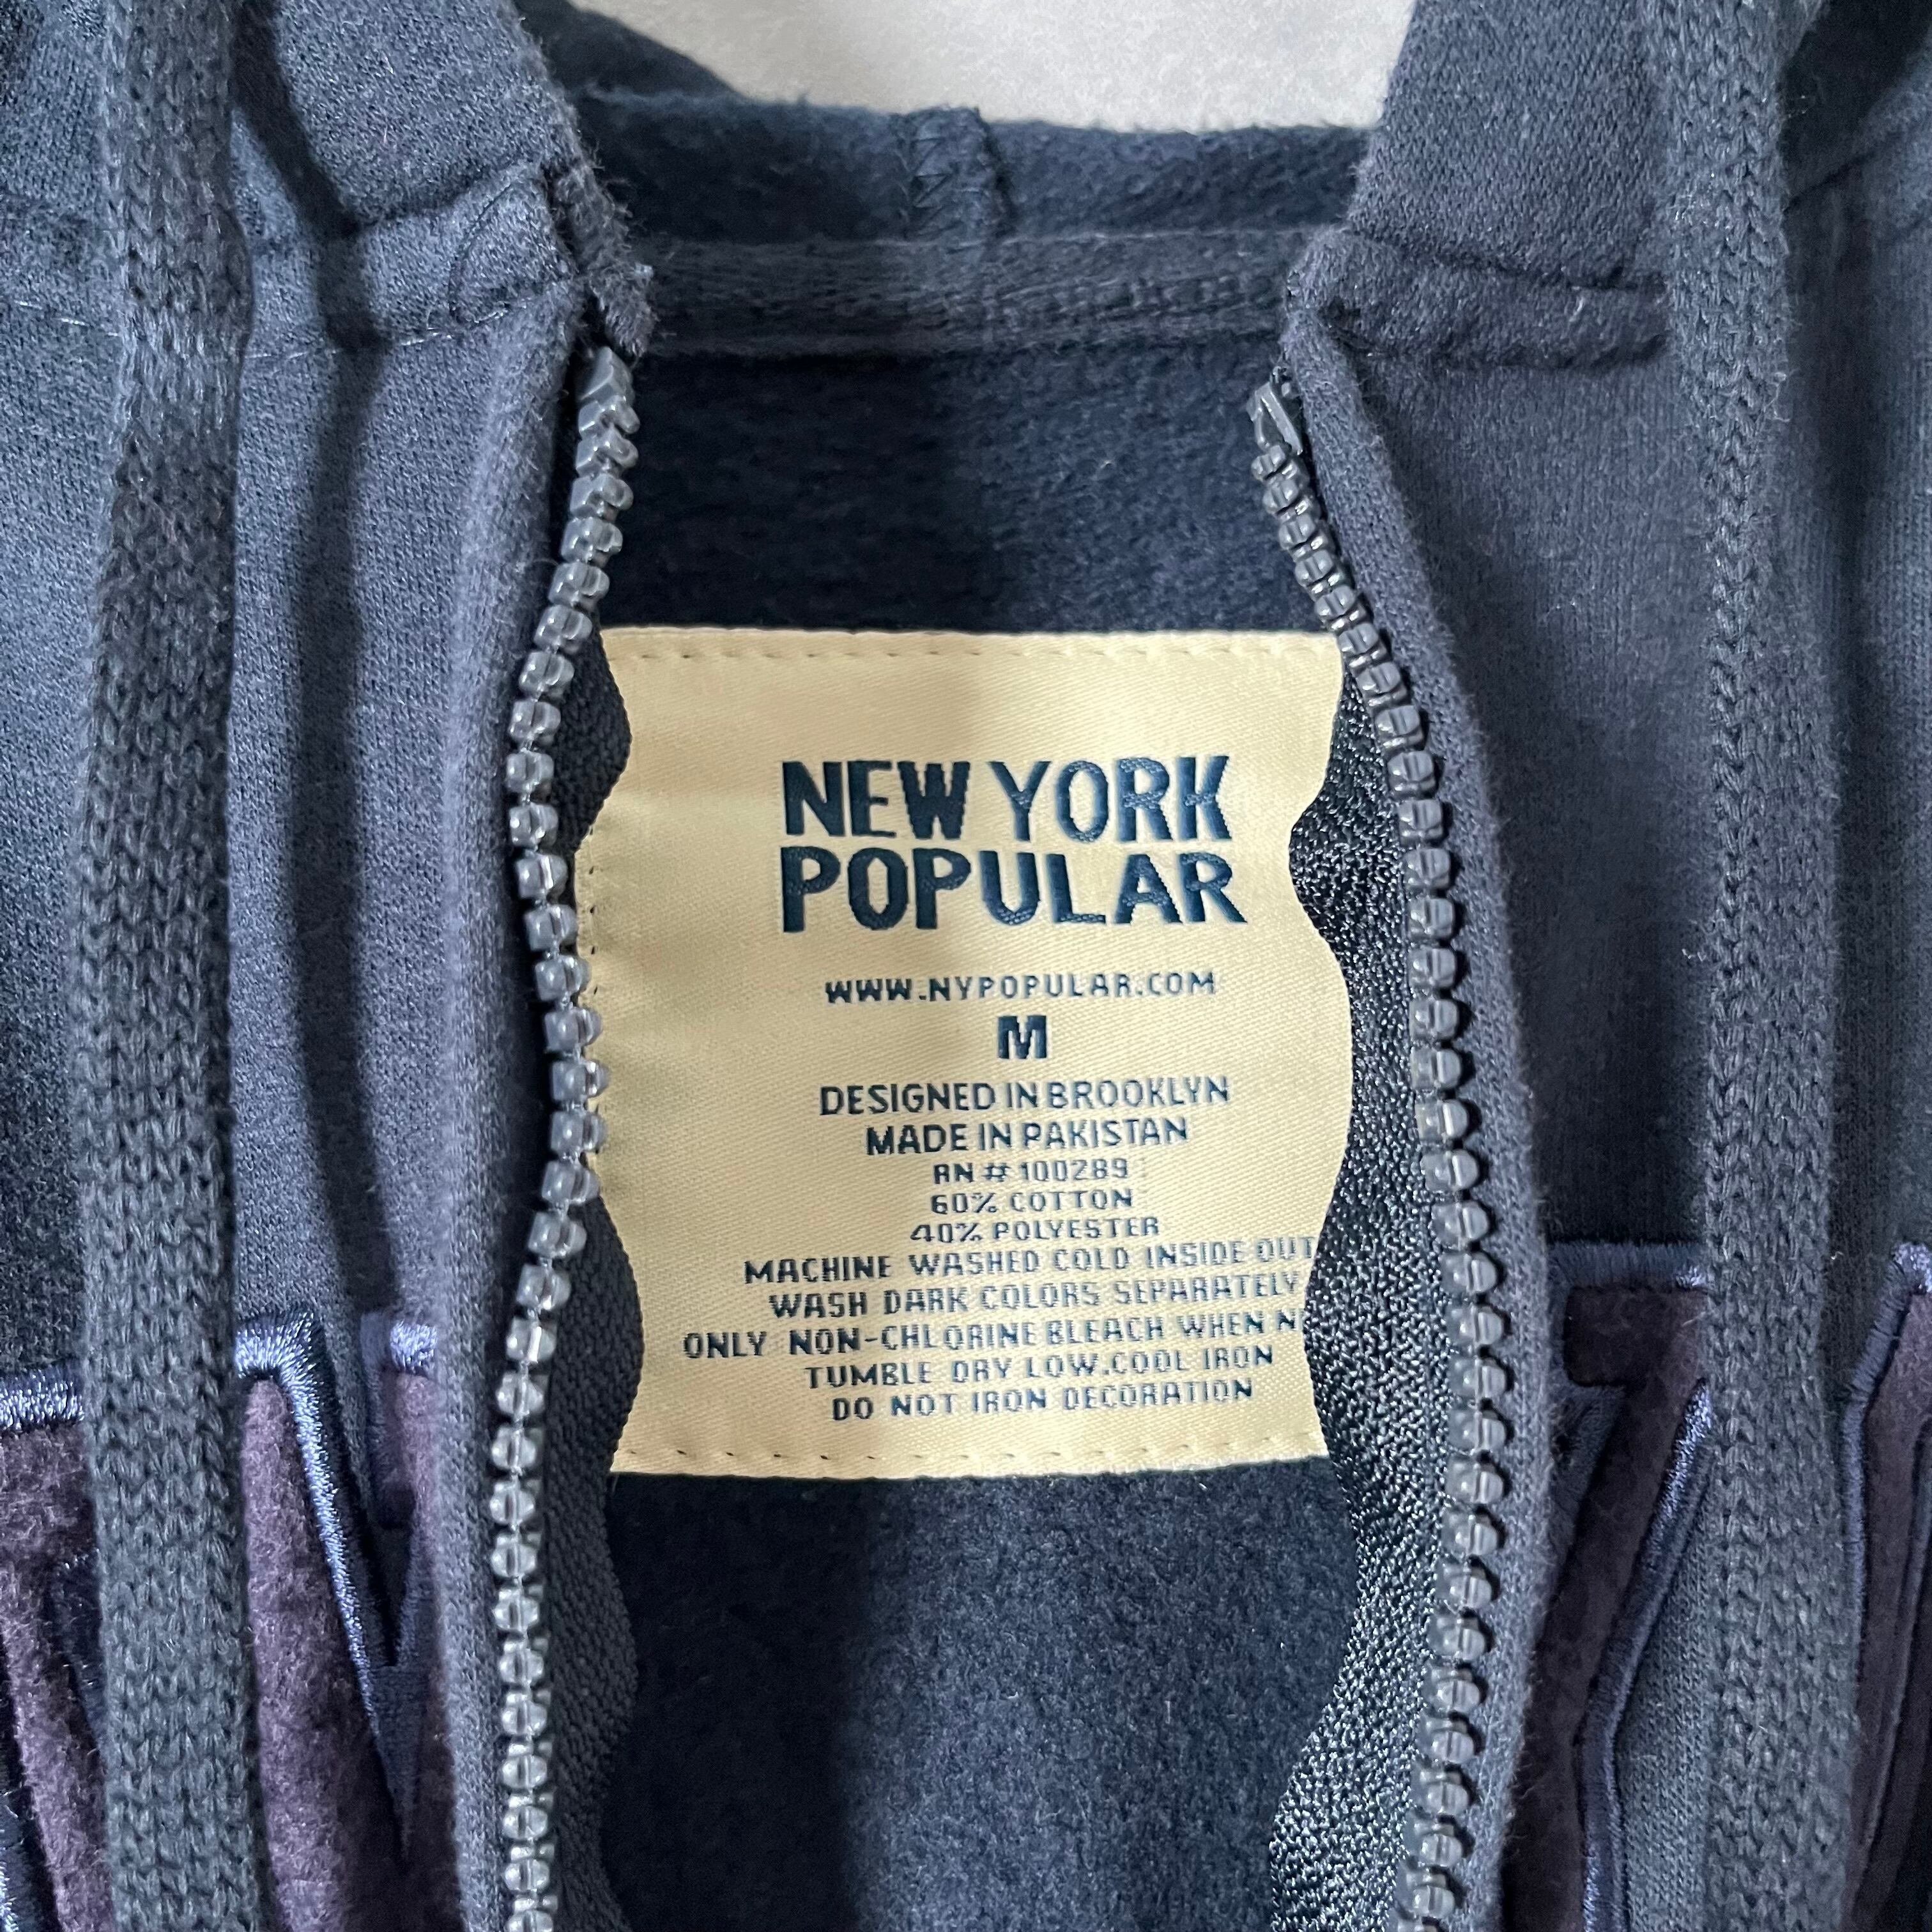 NEW YORK
POPULAR
WWW.NYPOPULAR.COM
M
DESIGNED IN BROOKLYN
MADE IN PAKISTAN
RN # 100289
60% COTTON
40% POLYESTER
MACHINE WASHED COLD INSIDE OUT
WASH DARK COLORS SEPARATELY
ONLY NON-CHLORINE BLEACH WHEN
TUMBLE DRY LOW.COOL IRON
DO NOT IRON DECORATION